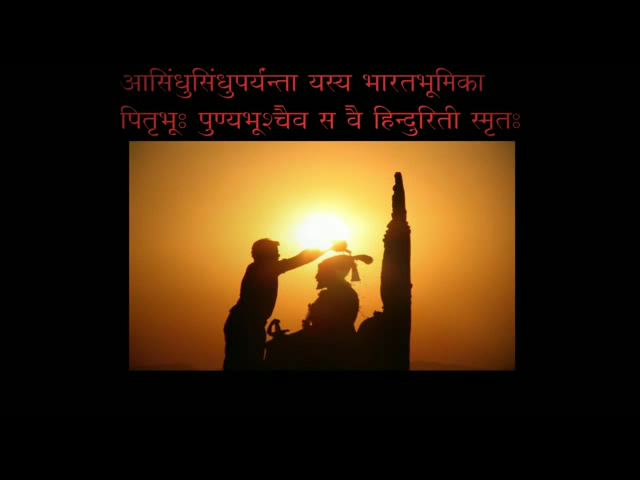 आसिंधुसिंधुपर्यन्ता यस्य भारतभूमिका
पितृभूः पुण्यभूश्चैव स वै हिन्दुरिती स्मृतः